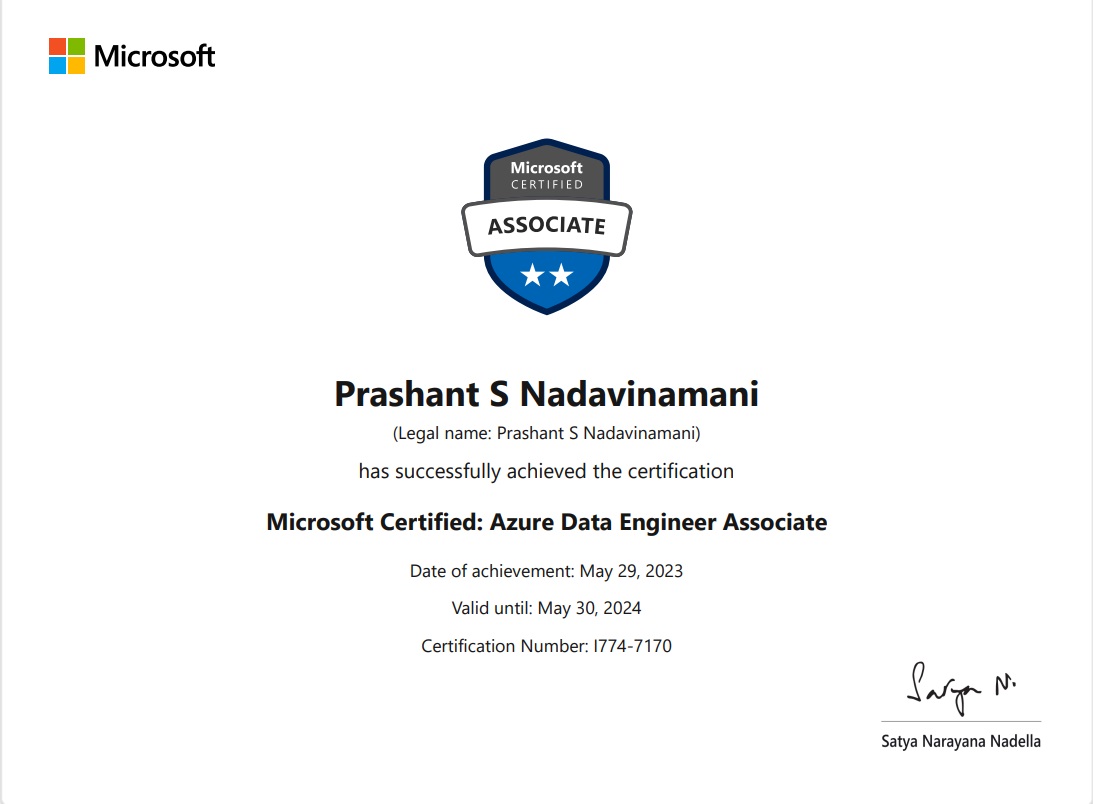 Microsoft
Microsoft
CERTIFIED
ASSOCIATE
Prashant S Nadavinamani
(Legal name: Prashant S Nadavinamani)
has successfully achieved the certification
Microsoft Certified: Azure Data Engineer Associate
Date of achievement: May 29, 2023
Valid until: May 30, 2024
Certification Number: I774-7170
Satya N.
Satya Narayana Nadella